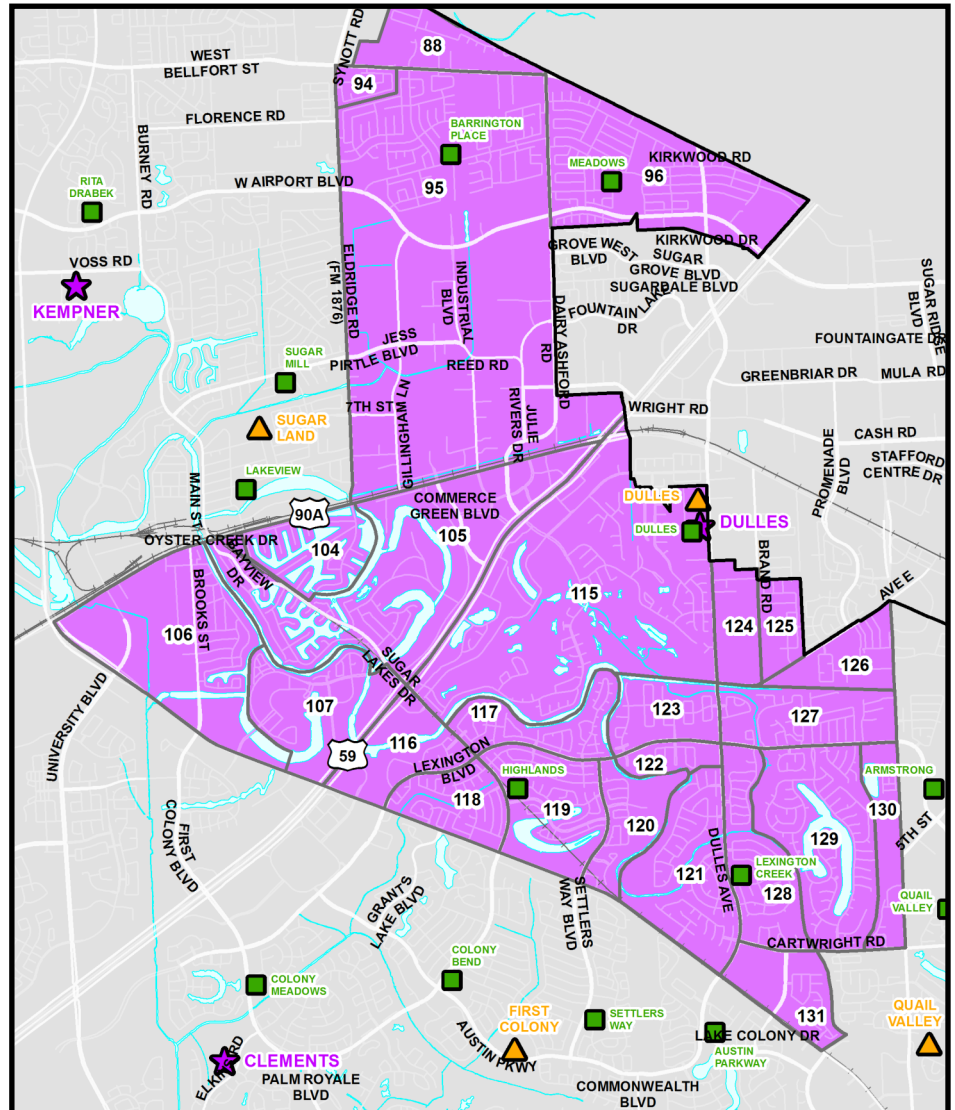 SYNOTT RD
88
WEST
BELLFORT ST
94
FLORENCE RD
BARRINGTON
PLACE
BURNEY RD
KIRKWOOD RD
MEADOWS
96
RITA
DRABEK
W AIRPORT BLVD
95
GROVE WEST
BLVD
KIRKWOOD DR
SUGAR
GROVE BLVD
SUGARDALE BLVD
VOSS RD
ELDRIDGE RD
(FM 1876)
INDUSTRIAL
BLVD
DAIRY ASHFORD
RD
FOUNTAIN
LAKE
DR
SUGAR RIDGE
BLVD
KEMPNER
JESS
PIRTLE BLVD
FOUNTAINGATE DR
SUGAR
MILL
REED RD
GREENBRIAR DR
MULA RD
7TH ST
GILLINGHAM LN
JULIE
RIVERS DR
WRIGHT RD
SUGAR
LAND
PROMENADE
BLVD
CASH RD
STAFFORD
CENTRE DR
LAKEVIEW
MAIN ST
COMMERCE
GREEN BLVD
DULLES
90A
DULLES
DULLES
OYSTER CREEK DR
104
105
BAYVIEW
DR
BROOKS ST
115
BRAND RD
AVE E
106
124
125
126
SUGAR
LAKES DR
UNIVERSITY BLVD
107
117
123
127
116
59
LEXINGTON
BLVD
122
HIGHLANDS
ARMSTRONG
118
119
120
130
129
5TH ST
FIRST
COLONY BLVD
DULLES AVE
121
LEXINGTON
CREEK
128
GRANTS
LAKE BLVD
SETTLERS
WAY BLVD
QUAIL
VALLEY
CARTWRIGHT RD
COLONY
BEND
COLONY
MEADOWS
FIRST
COLONY
SETTLERS
WAY
131
QUAIL
VALLEY
LAKE COLONY DR
AUSTIN
PARKWAY
AUSTIN PKWY
ELKINS RD
CLEMENTS
PALM ROYALE
BLVD
COMMONWEALTH
BLVD